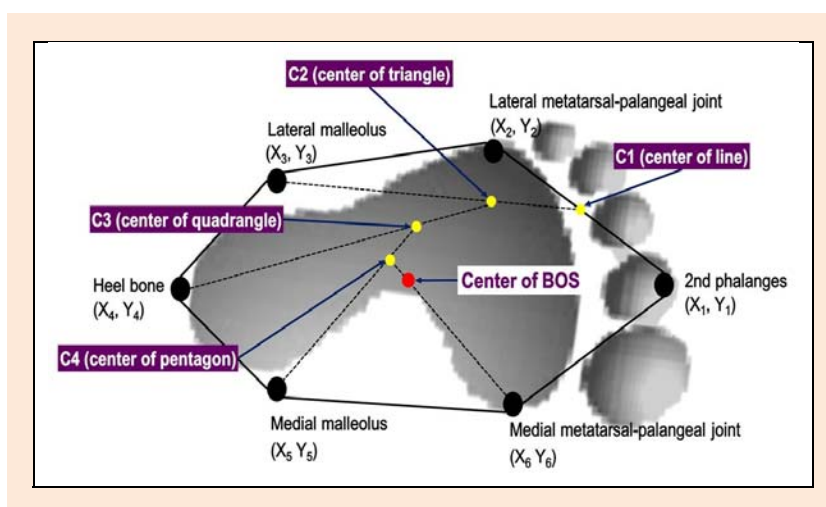 C2 (center of triangle)
Lateral metatarsal-palangeal joint
(X2, Y2)
Lateral malleolus
(X3, Y3)
C1 (center of line)
C3 (center of quadrangle)
Heel bone
(X4, Y4)
Center of BOS
2nd phalanges
(X1, Y1)
C4 (center of pentagon)
Medial malleolus
(X5 Y5)
Medial metatarsal-palangeal joint
(X6 Y6)